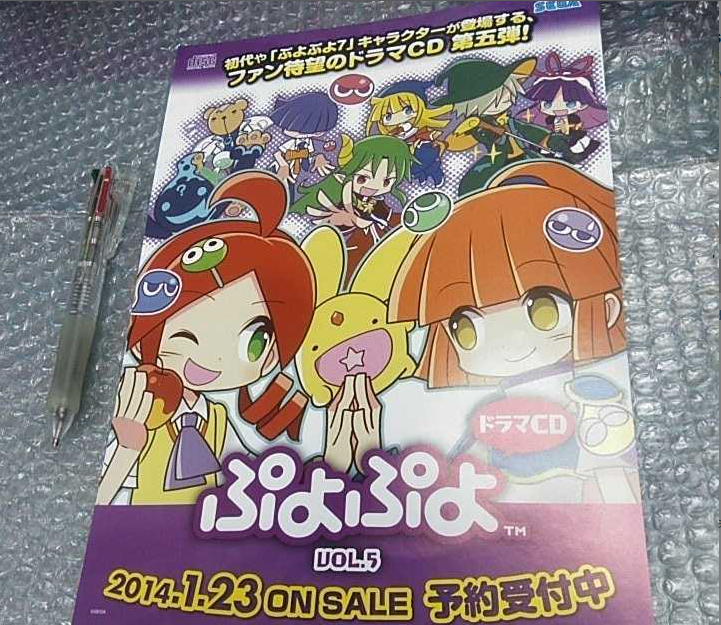 SEGA
disc
初代や「ぷよぷよ7」キャラクターが登場する、
ファン待望のドラマCD 第五弾!
ドラマCD
ぷよぷよ™
VOL.5
2014.1.23 ON SALE 予約受付中